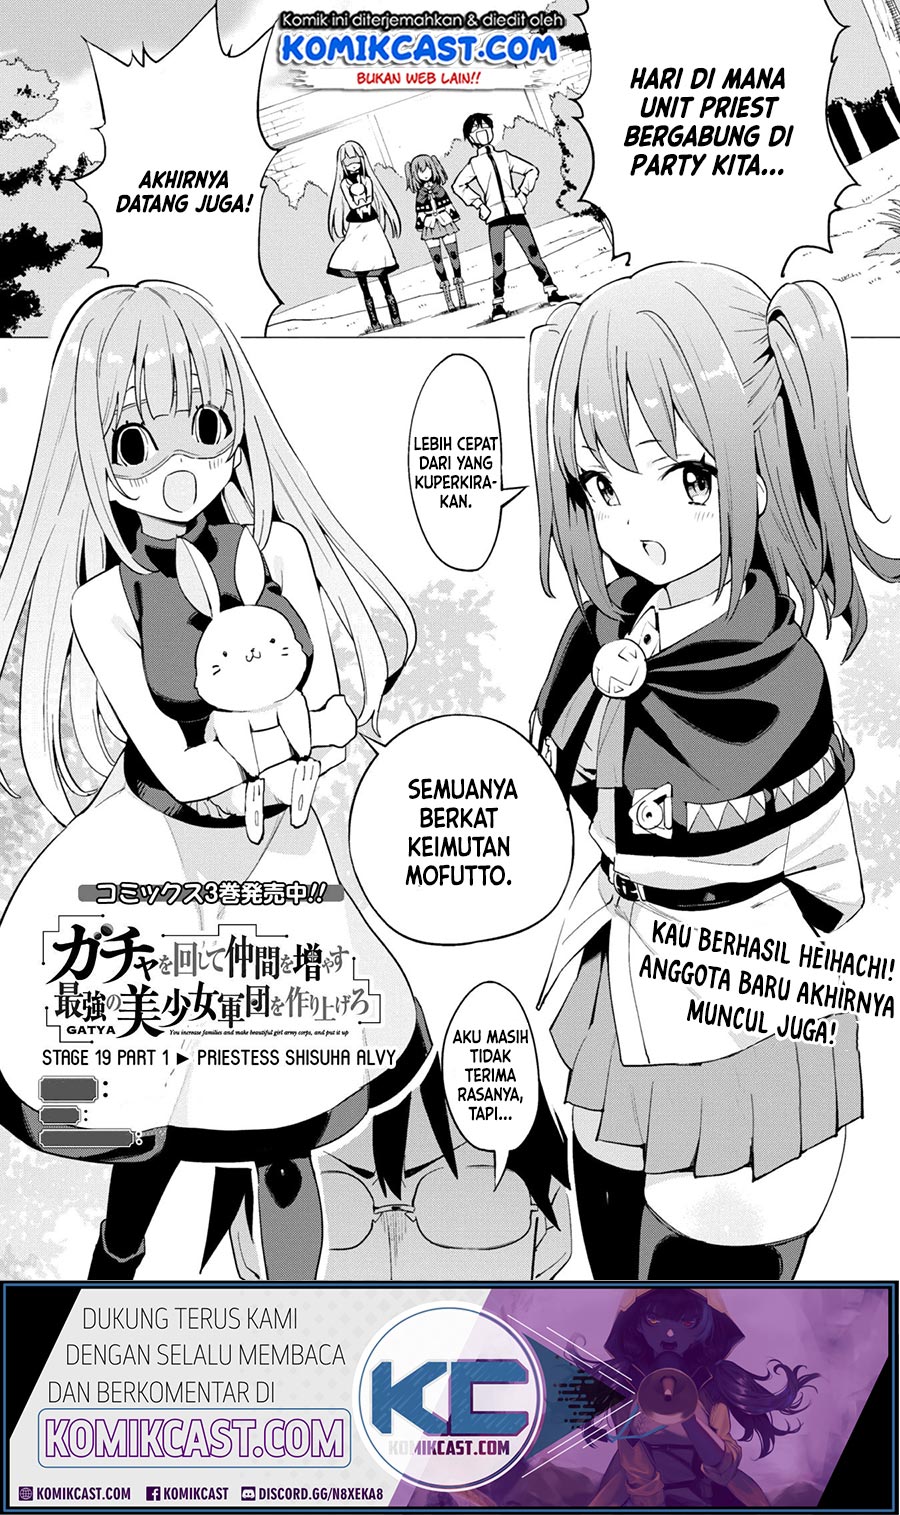 Komik ini diterjemahkan & diedit oleh
KOMIKCAST.COM
BUKAN WEB LAIN!!
HARI DI MANA
UNIT PRIEST
BERGABUNG DI
PARTY KITA...
AKHIRNYA
DATANG JUGA!
LEBIH CEPAT
DARI YANG
KUPERKIRA-
KAN.
SEMUANYA
BERKAT
KEIMUTAN
MOFUTTO.
コミックス3巻発売中!!
ガチャを回して仲間を増やす
最強の美少女軍団を作り上げろ
GATYA
You increase families and make beautiful girl army corps, and put it up
STAGE 19 PART 1 ▶ PRIESTESS SHISUHA ALVY
KAU BERHASIL HEIHACHI!
ANGGOTA BARU AKHIRNYA
MUNCUL JUGA!
AKU MASIH
TIDAK
TERIMA
RASANYA,
TAPI...
DUKUNG TERUS KAMI
DENGAN SELALU MEMBACA
DAN BERKOMENTAR DI
KOMIKCAST.COM
KC
KOMIKCAST.COM
KOMIKCAST.COM KOMIKCAST DISCORD.GG/N8XEKA8